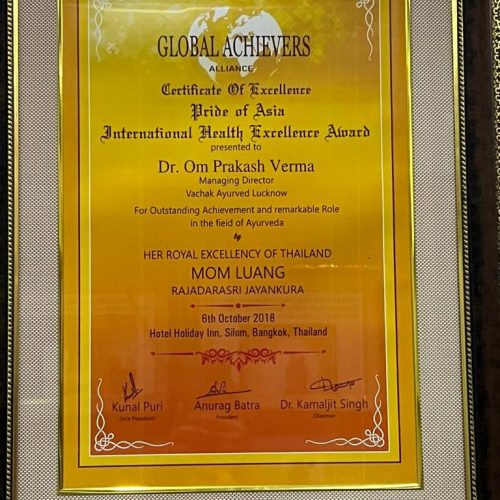 GLOBAL ACHIEVERS
ALLIANCE
Certificate Of Excellence
Pride of Asia
International Health Excellence Award
presented to
Dr. Om Prakash Verma
Managing Director
Vachak Ayurved Lucknow
For Outstanding Achievement and remarkable Role
in the field of Ayurveda
by
HER ROYAL EXCELLENCY OF THAILAND
MOM LUANG
RAJADARASRI JAYANKURA
6th October 2018
Hotel Holiday Inn, Silom, Bangkok, Thailand
Kunal Puri
(Vice President)
Anurag Batra
President
Dr. Kamaljit Singh
Chairman